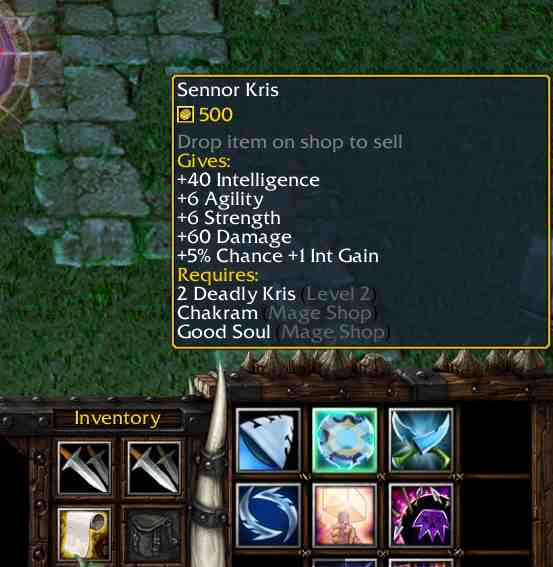 Sennor Kris
500
Drop item on shop to sell
Gives:
+40 Intelligence
+6 Agility
+6 Strength
+60 Damage
+5% Chance +1 Int Gain
Requires:
2 Deadly Kris (Level 2)
Chakram (Mage Shop)
Good Soul (Mage Shop)
Inventory